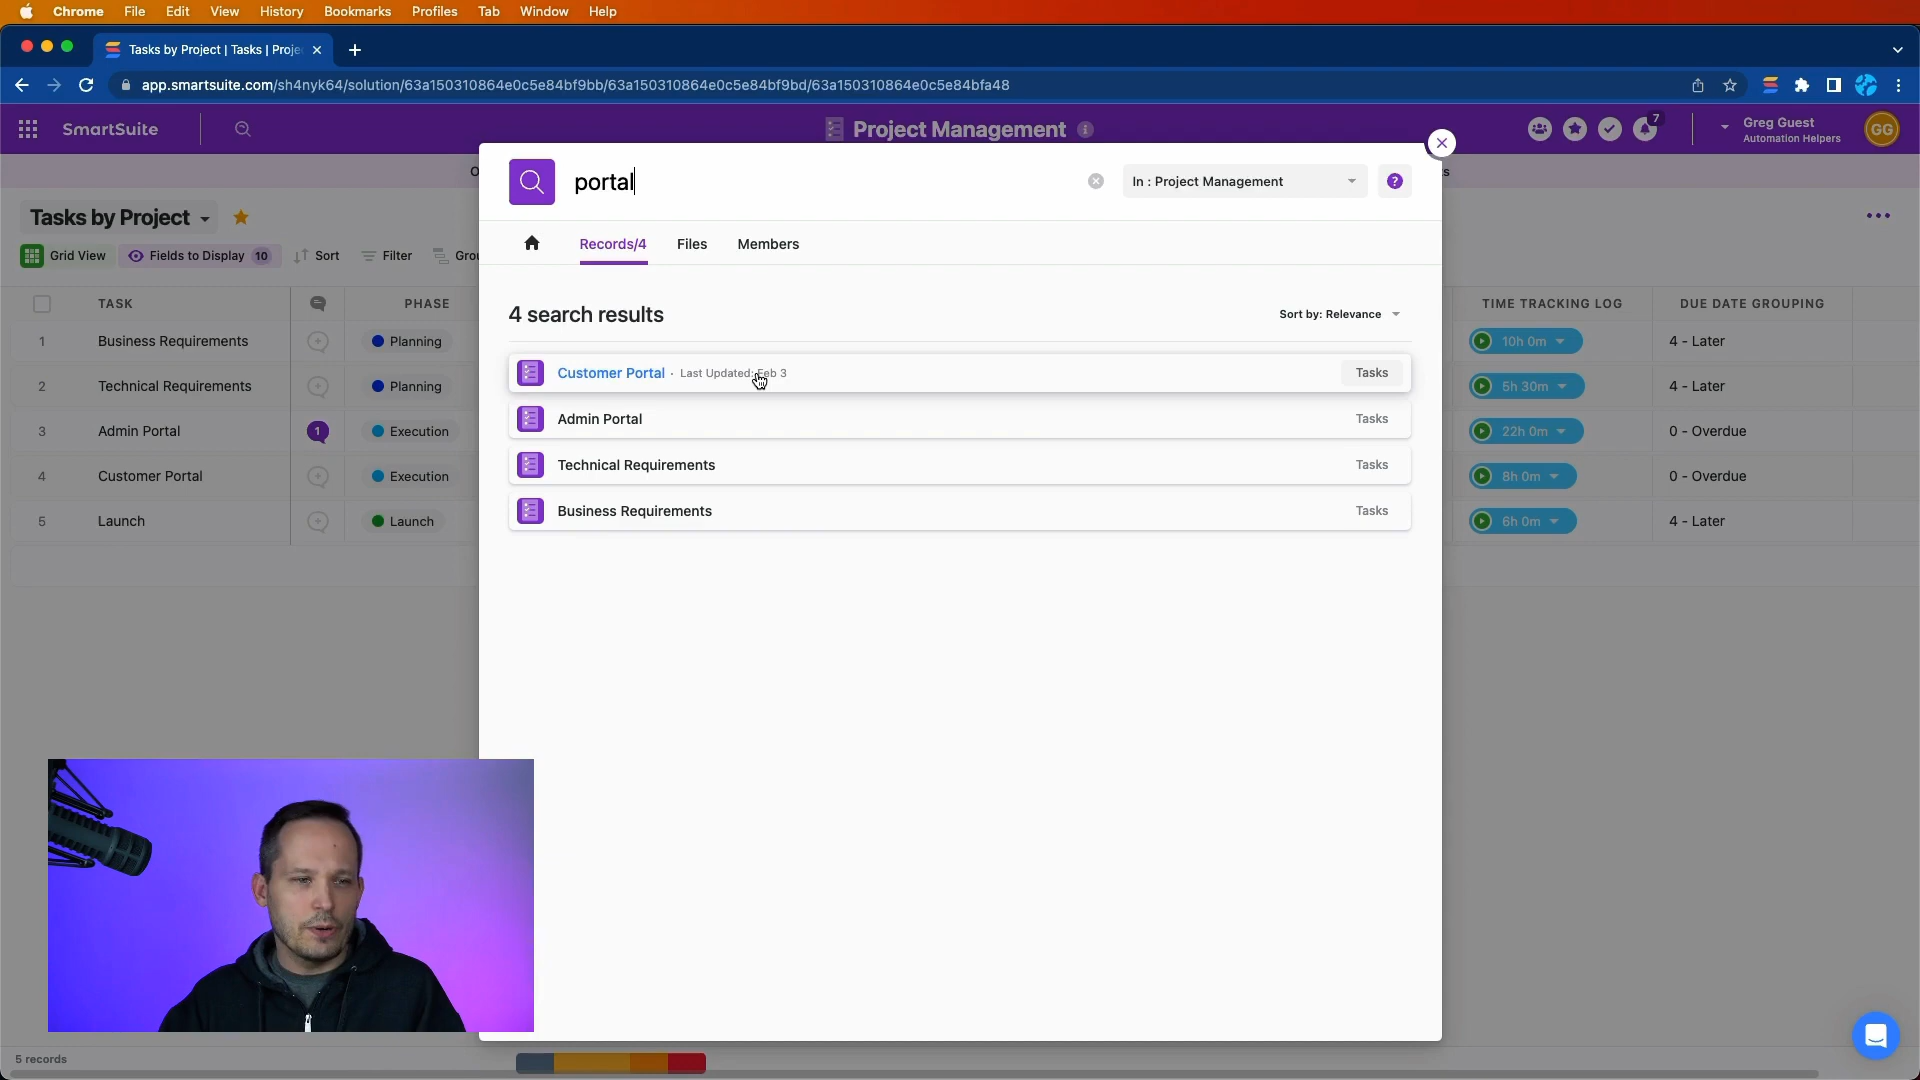 Chrome File Edit View History Bookmarks Profiles Tab Window Help
Tasks by Project | Tasks | Proje
app.smartsuite.com/sh4nyk64/solution/63a150310864e0c5e84bf9bb/63a150310864e0c5e84bf9bd/63a150310864e0c5e84bfa48
SmartSuite
Project Management
7
Greg Guest
Automation Helpers
GG
portal
In : Project Management
?
Tasks by Project
Grid View
Fields to Display 10
Sort
Filter
Grou
Records/4
Files
Members
TASK
PHASE
TIME TRACKING LOG
DUE DATE GROUPING
4 search results
Sort by: Relevance
1 Business Requirements Planning 10h 0m 4 - Later
2 Technical Requirements Planning 5h 30m 4 - Later
3 Admin Portal 1 Execution 22h 0m 0 - Overdue
4 Customer Portal Execution 8h 0m 0 - Overdue
5 Launch Launch 6h 0m 4 - Later
Customer Portal · Last Updated: Feb 3 Tasks
Admin Portal Tasks
Technical Requirements Tasks
Business Requirements Tasks
5 records